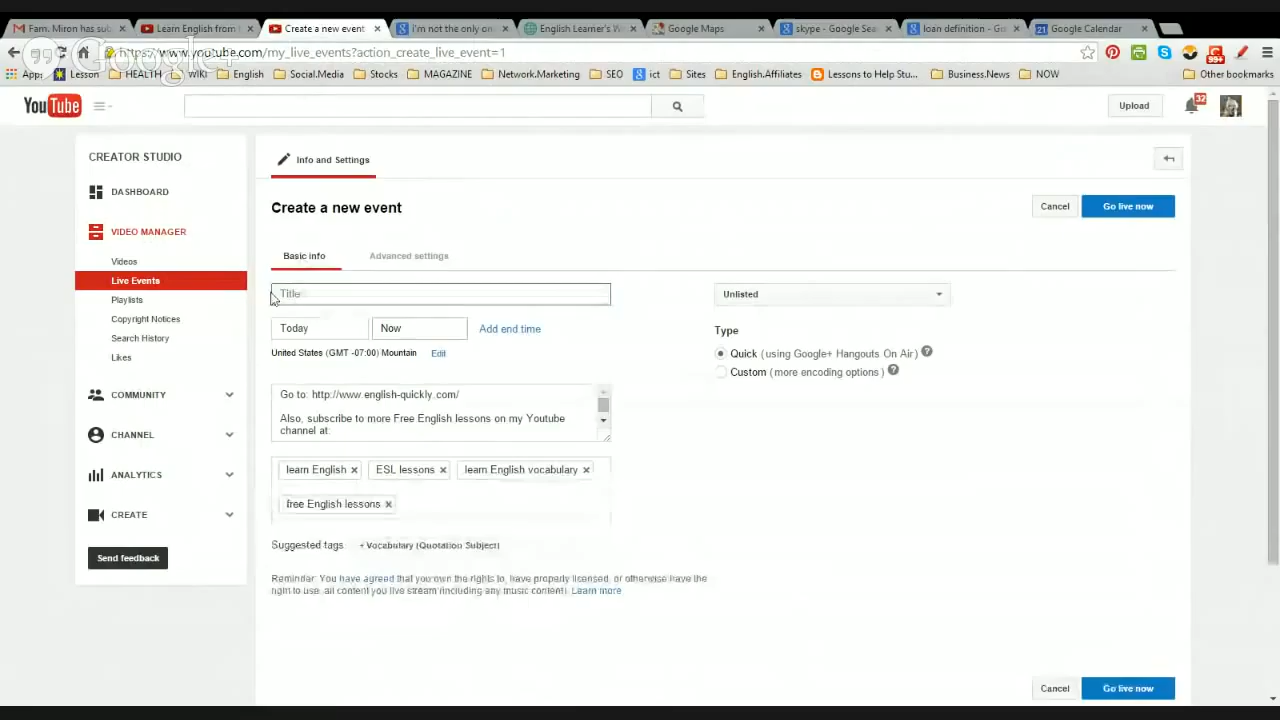 Fam. Miron has sub
Learn English from
Create a new event
i'm not the only on
English Learner's W
Google Maps
skype - Google Sea
loan definition - G
Google Calendar
https://www.youtube.com/my_live_events?action_create_live_event=1
Google+
App
Lesson
HEALTH
WIKI
English
Social.Media
Stocks
MAGAZINE
Network.Marketing
SEO
ict
Sites
English.Affiliates
Lessons to Help Stu...
Business.News
NOW
Other bookmarks
99+
YouTube
Upload
32
CREATOR STUDIO
DASHBOARD
VIDEO MANAGER
Videos
Live Events
Playlists
Copyright Notices
Search History
Likes
COMMUNITY
CHANNEL
ANALYTICS
CREATE
Send feedback
Info and Settings
Create a new event
Cancel
Go live now
Basic info
Advanced settings
Title
Unlisted
Today
Now
Add end time
United States (GMT -07:00) Mountain
Edit
Type
Quick (using Google+ Hangouts On Air)
Custom (more encoding options)
Go to: http://www.english-quickly.com/
Also, subscribe to more Free English lessons on my Youtube
channel at:
learn English
ESL lessons
learn English vocabulary
free English lessons
Suggested tags:
+ Vocabulary (Quotation Subject)
Reminder: You have agreed that you own the rights to, have properly licensed, or otherwise have the
right to use, all content you live stream (including any music content). Learn more
Cancel
Go live now